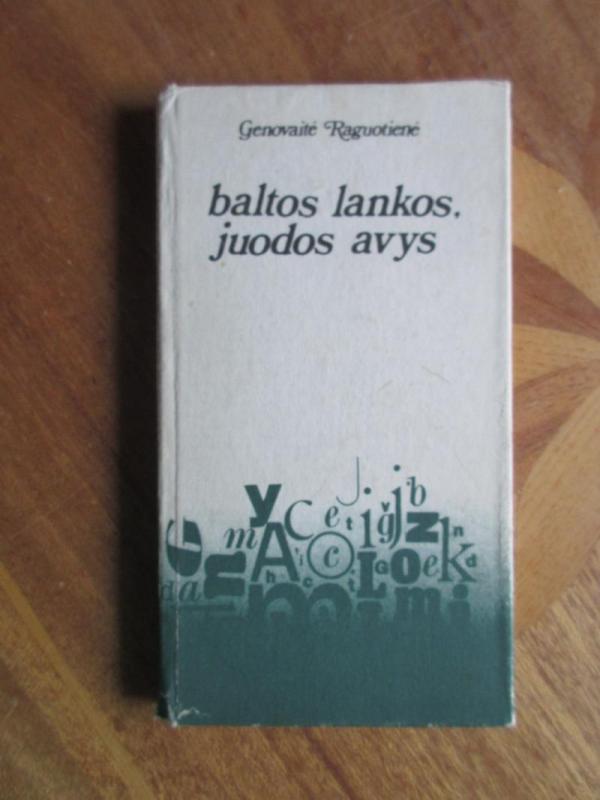 Genovaitė Raguotienė
baltos lankos,
juodos avys